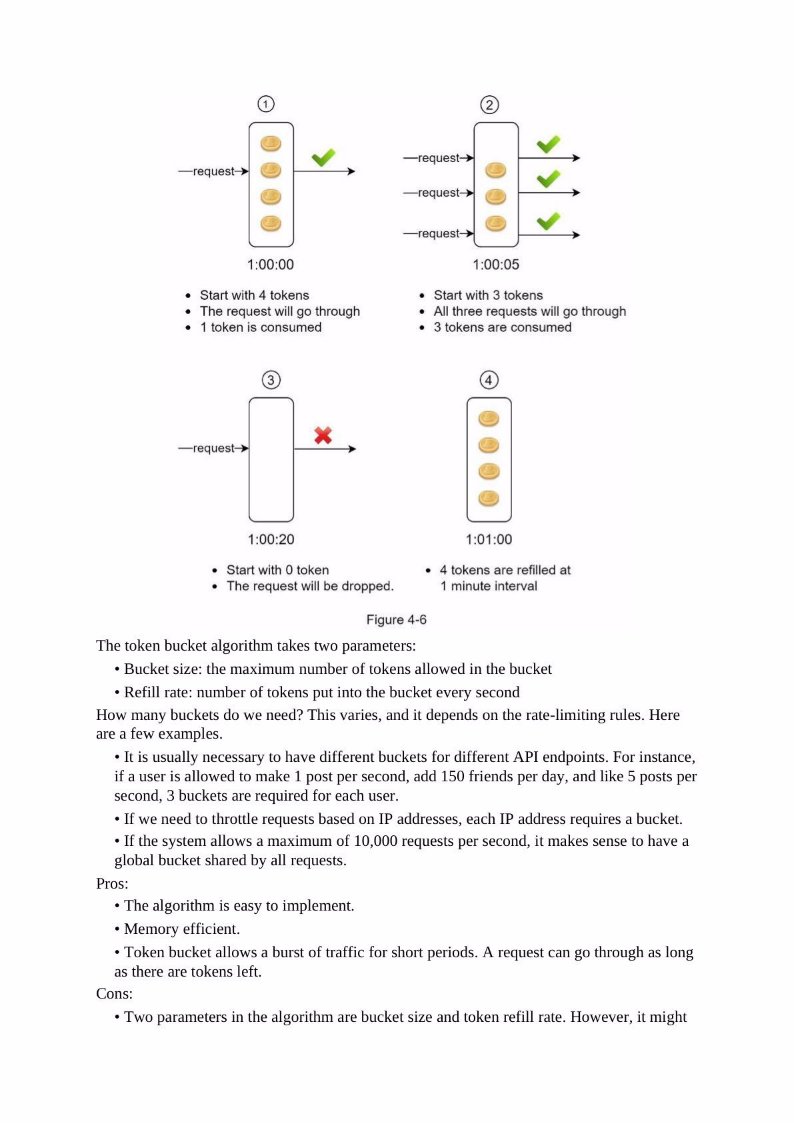 1
request
1:00:00
• Start with 4 tokens
• The request will go through
• 1 token is consumed
2
request
request
request
1:00:05
• Start with 3 tokens
• All three requests will go through
• 3 tokens are consumed
3
request
1:00:20
• Start with 0 token
• The request will be dropped.
4
1:01:00
• 4 tokens are refilled at
1 minute interval
Figure 4-6
The token bucket algorithm takes two parameters:
• Bucket size: the maximum number of tokens allowed in the bucket
• Refill rate: number of tokens put into the bucket every second
How many buckets do we need? This varies, and it depends on the rate-limiting rules. Here
are a few examples.
• It is usually necessary to have different buckets for different API endpoints. For instance,
if a user is allowed to make 1 post per second, add 150 friends per day, and like 5 posts per
second, 3 buckets are required for each user.
• If we need to throttle requests based on IP addresses, each IP address requires a bucket.
• If the system allows a maximum of 10,000 requests per second, it makes sense to have a
global bucket shared by all requests.
Pros:
• The algorithm is easy to implement.
• Memory efficient.
• Token bucket allows a burst of traffic for short periods. A request can go through as long
as there are tokens left.
Cons:
• Two parameters in the algorithm are bucket size and token refill rate. However, it might